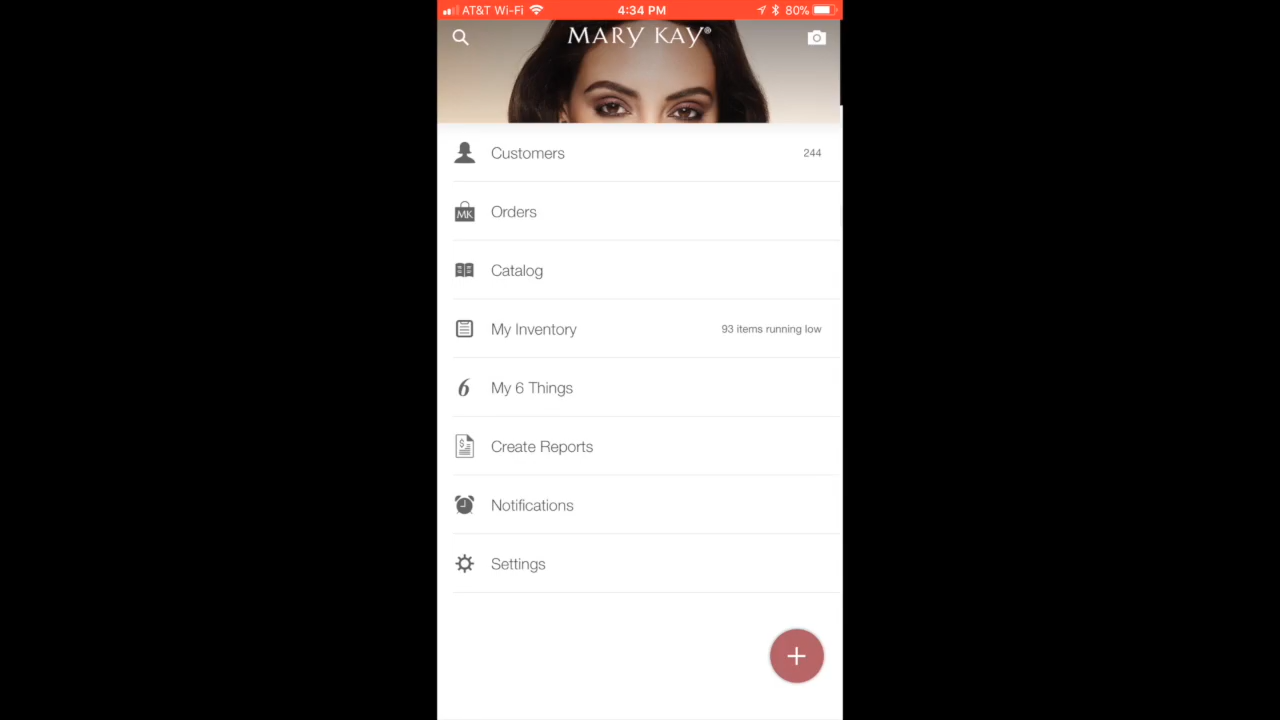 AT&T Wi-Fi 4:34 PM 80%
MARY KAY®
Customers 244
MK Orders
Catalog
My Inventory 93 items running low
6 My 6 Things
$ Create Reports
Notifications
Settings
+